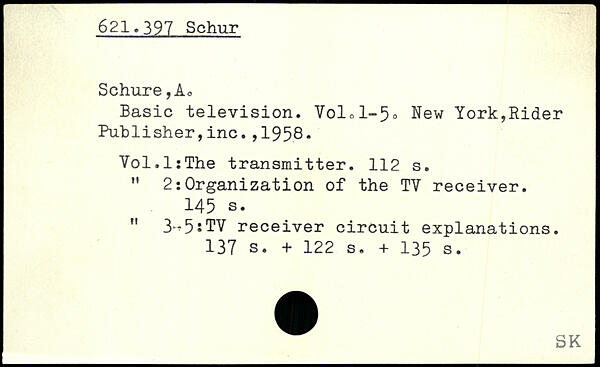 621.397 Schur
Schure,A.
Basic television. Vol.1-5. New York,Rider
Publisher,inc.,1958.
Vol.1:The transmitter. 112 s.
" 2:Organization of the TV receiver.
145 s.
" 3-5:TV receiver circuit explanations.
137 s. + 122 s. + 135 s.
SK